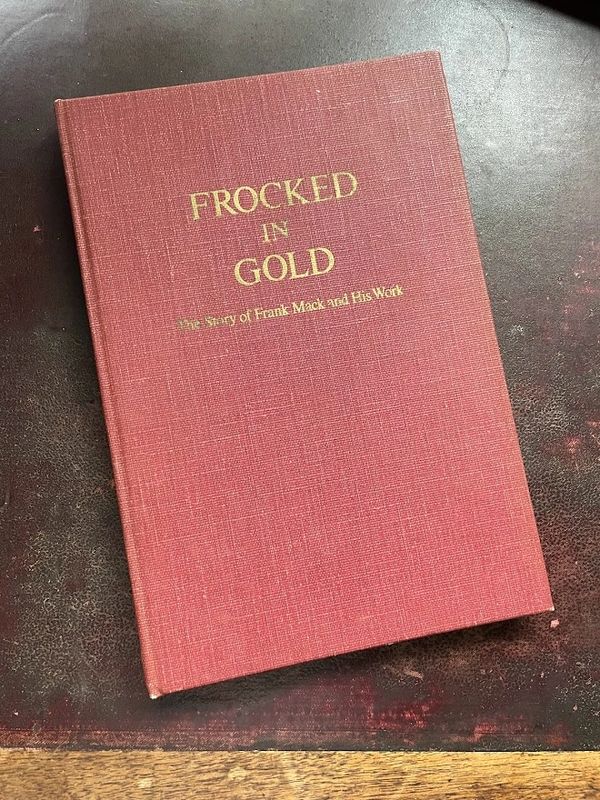 FROCKED
IN
GOLD
The Story of Frank Mack and His Work